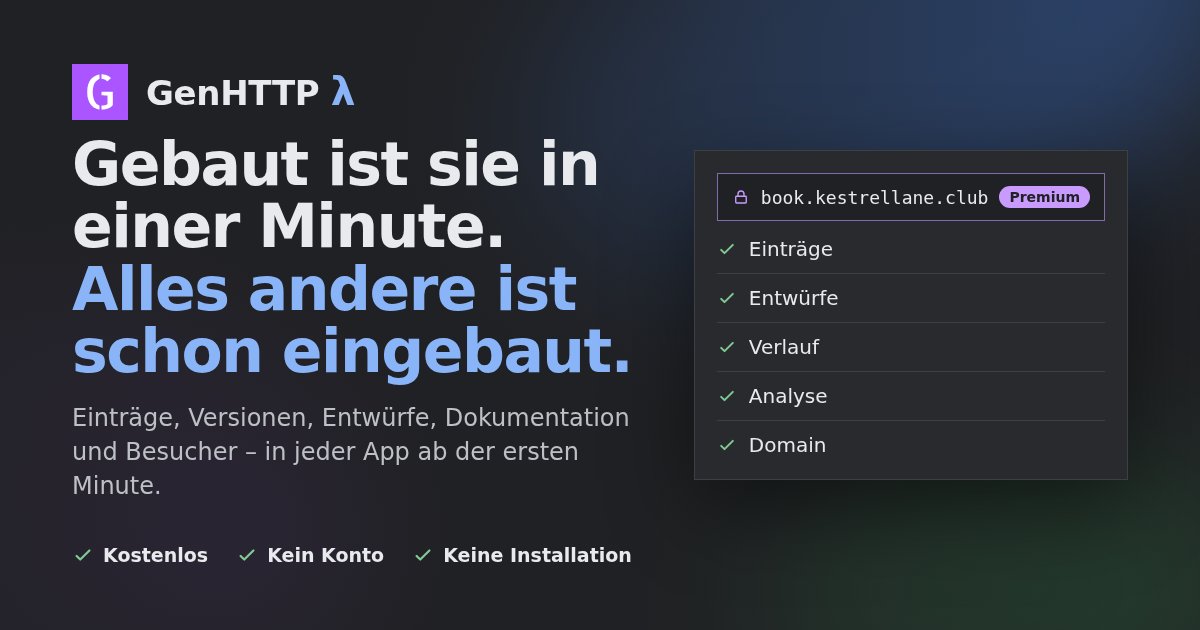 GenHTTP λ
Gebaut ist sie in
einer Minute.
Alles andere ist
schon eingebaut.
Einträge, Versionen, Entwürfe, Dokumentation
und Besucher – in jeder App ab der ersten
Minute.
Kostenlos Kein Konto Keine Installation
book.kestrellane.club Premium
Einträge
Entwürfe
Verlauf
Analyse
Domain